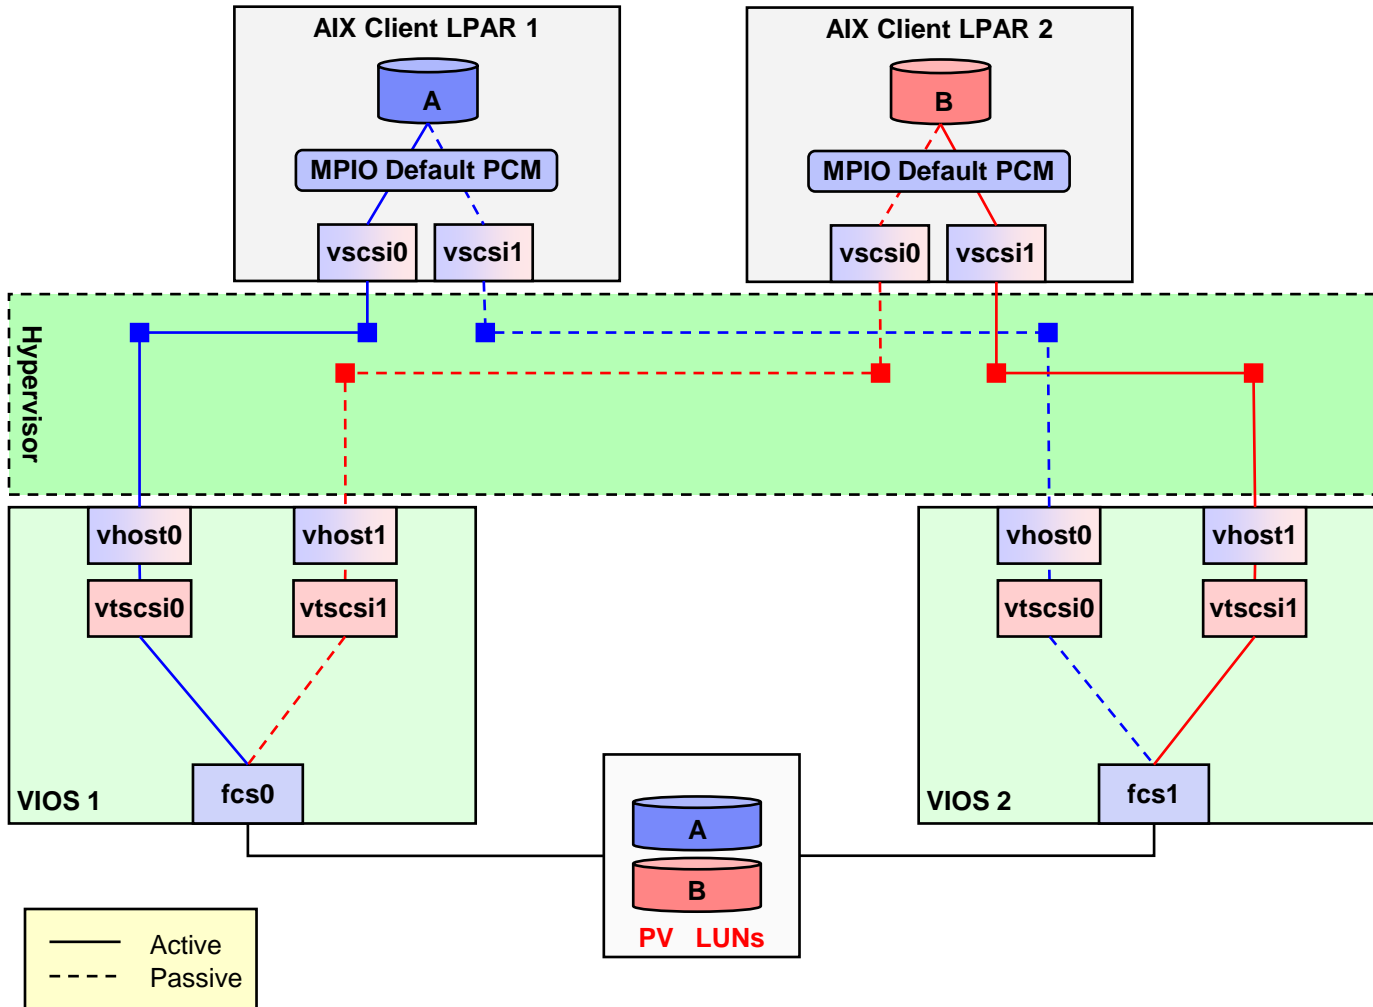 AIX Client LPAR 1
AIX Client LPAR 2
A
B
MPIO Default PCM
MPIO Default PCM
vscsi0
vscsi1
vscsi0
vscsi1
Hypervisor
vhost0
vhost1
vhost0
vhost1
vtscsi0
vtscsi1
vtscsi0
vtscsi1
VIOS 1
fcs0
VIOS 2
fcs1
A
B
PV LUNs
Active
Passive